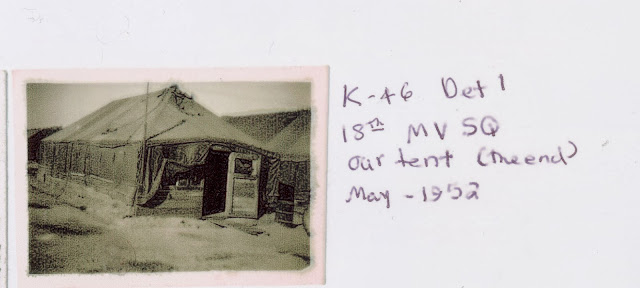 K-46 Det 1
18th MV SQ
our tent (the end)
May - 1952